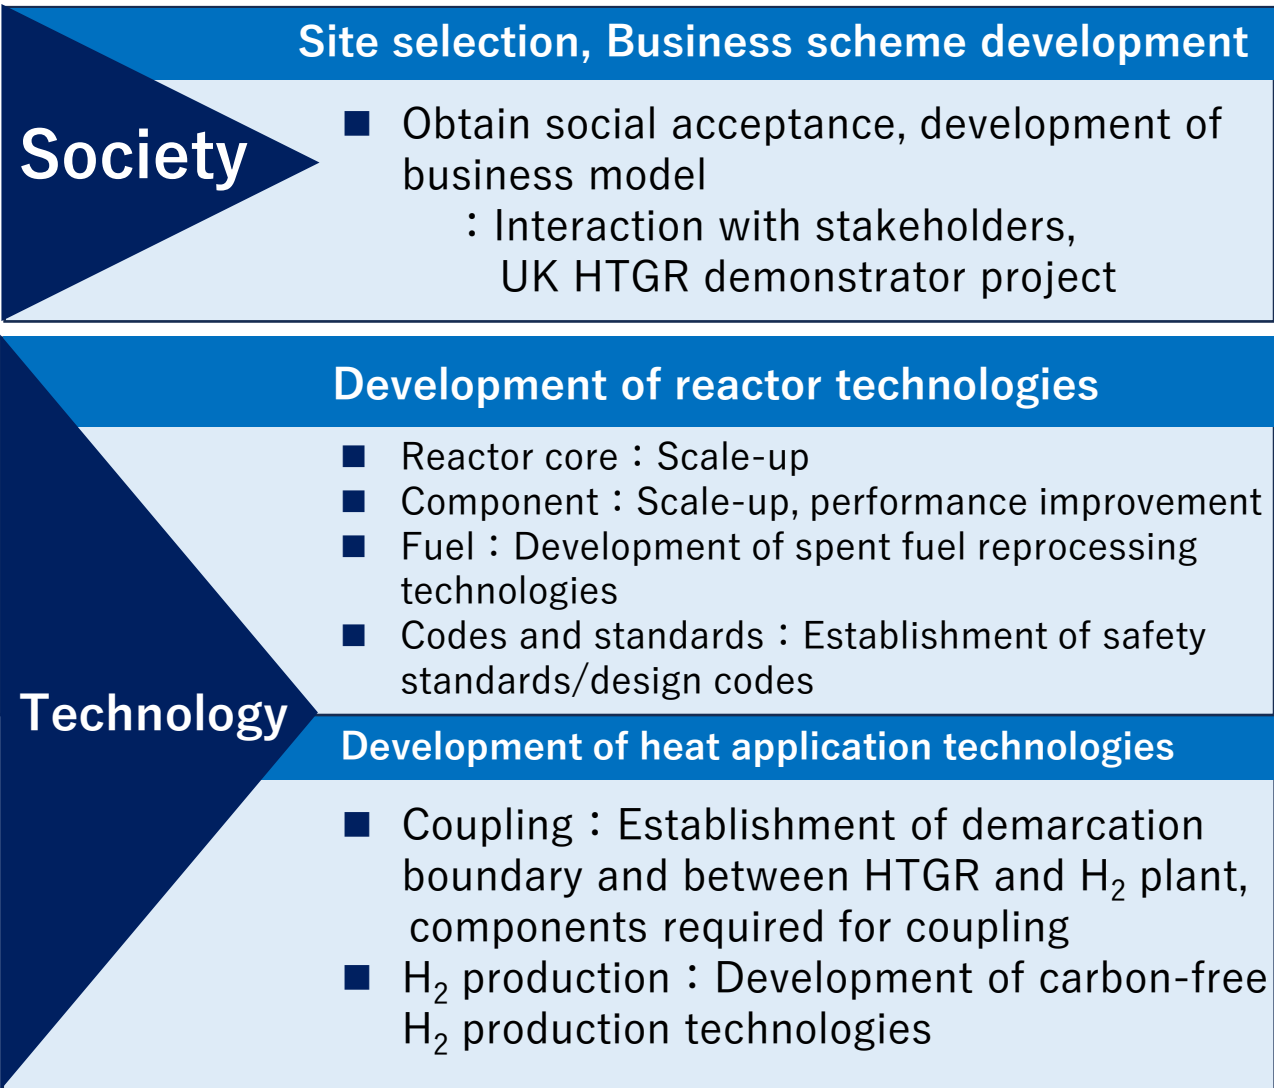 Site selection, Business scheme development
Society
■ Obtain social acceptance, development of
business model
：Interaction with stakeholders,
UK HTGR demonstrator project
Development of reactor technologies
■ Reactor core：Scale-up
■ Component：Scale-up, performance improvement
■ Fuel：Development of spent fuel reprocessing
technologies
■ Codes and standards：Establishment of safety
standards/design codes
Technology
Development of heat application technologies
■ Coupling：Establishment of demarcation
boundary and between HTGR and H₂ plant,
components required for coupling
■ H₂ production：Development of carbon-free
H₂ production technologies